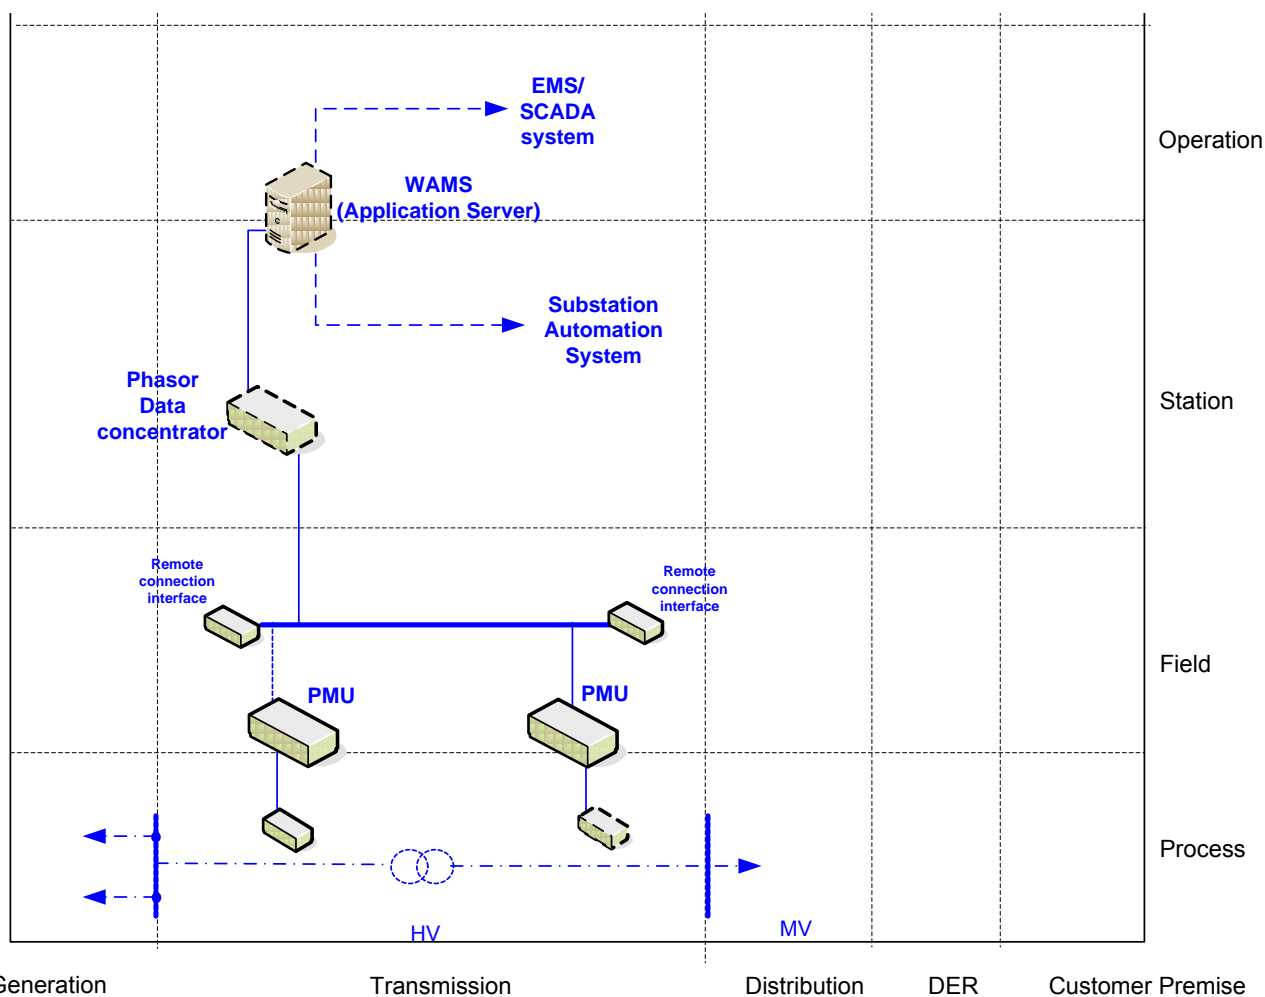 EMS/
SCADA
system
Operation
WAMS
(Application Server)
Substation
Automation
System
Phasor
Data
concentrator
Station
Remote
connection
interface
Remote
connection
interface
PMU
PMU
Field
Process
HV
MV
Generation
Transmission
Distribution
DER
Customer Premise